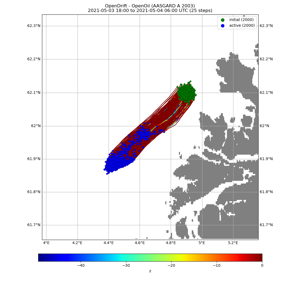 OpenDrift - OpenOil (AASGARD A 2003)
2021-05-03 18:00 to 2021-05-04 06:00 UTC (25 steps)
initial (2000)
active (2000)
62.3°N
62.2°N
62.1°N
62°N
61.9°N
61.8°N
61.7°N
62.3°N
62.2°N
62.1°N
62°N
61.9°N
61.8°N
61.7°N
4°E 4.2°E 4.4°E 4.6°E 4.8°E 5°E 5.2°E
−40 −30 −20 −10 0
z